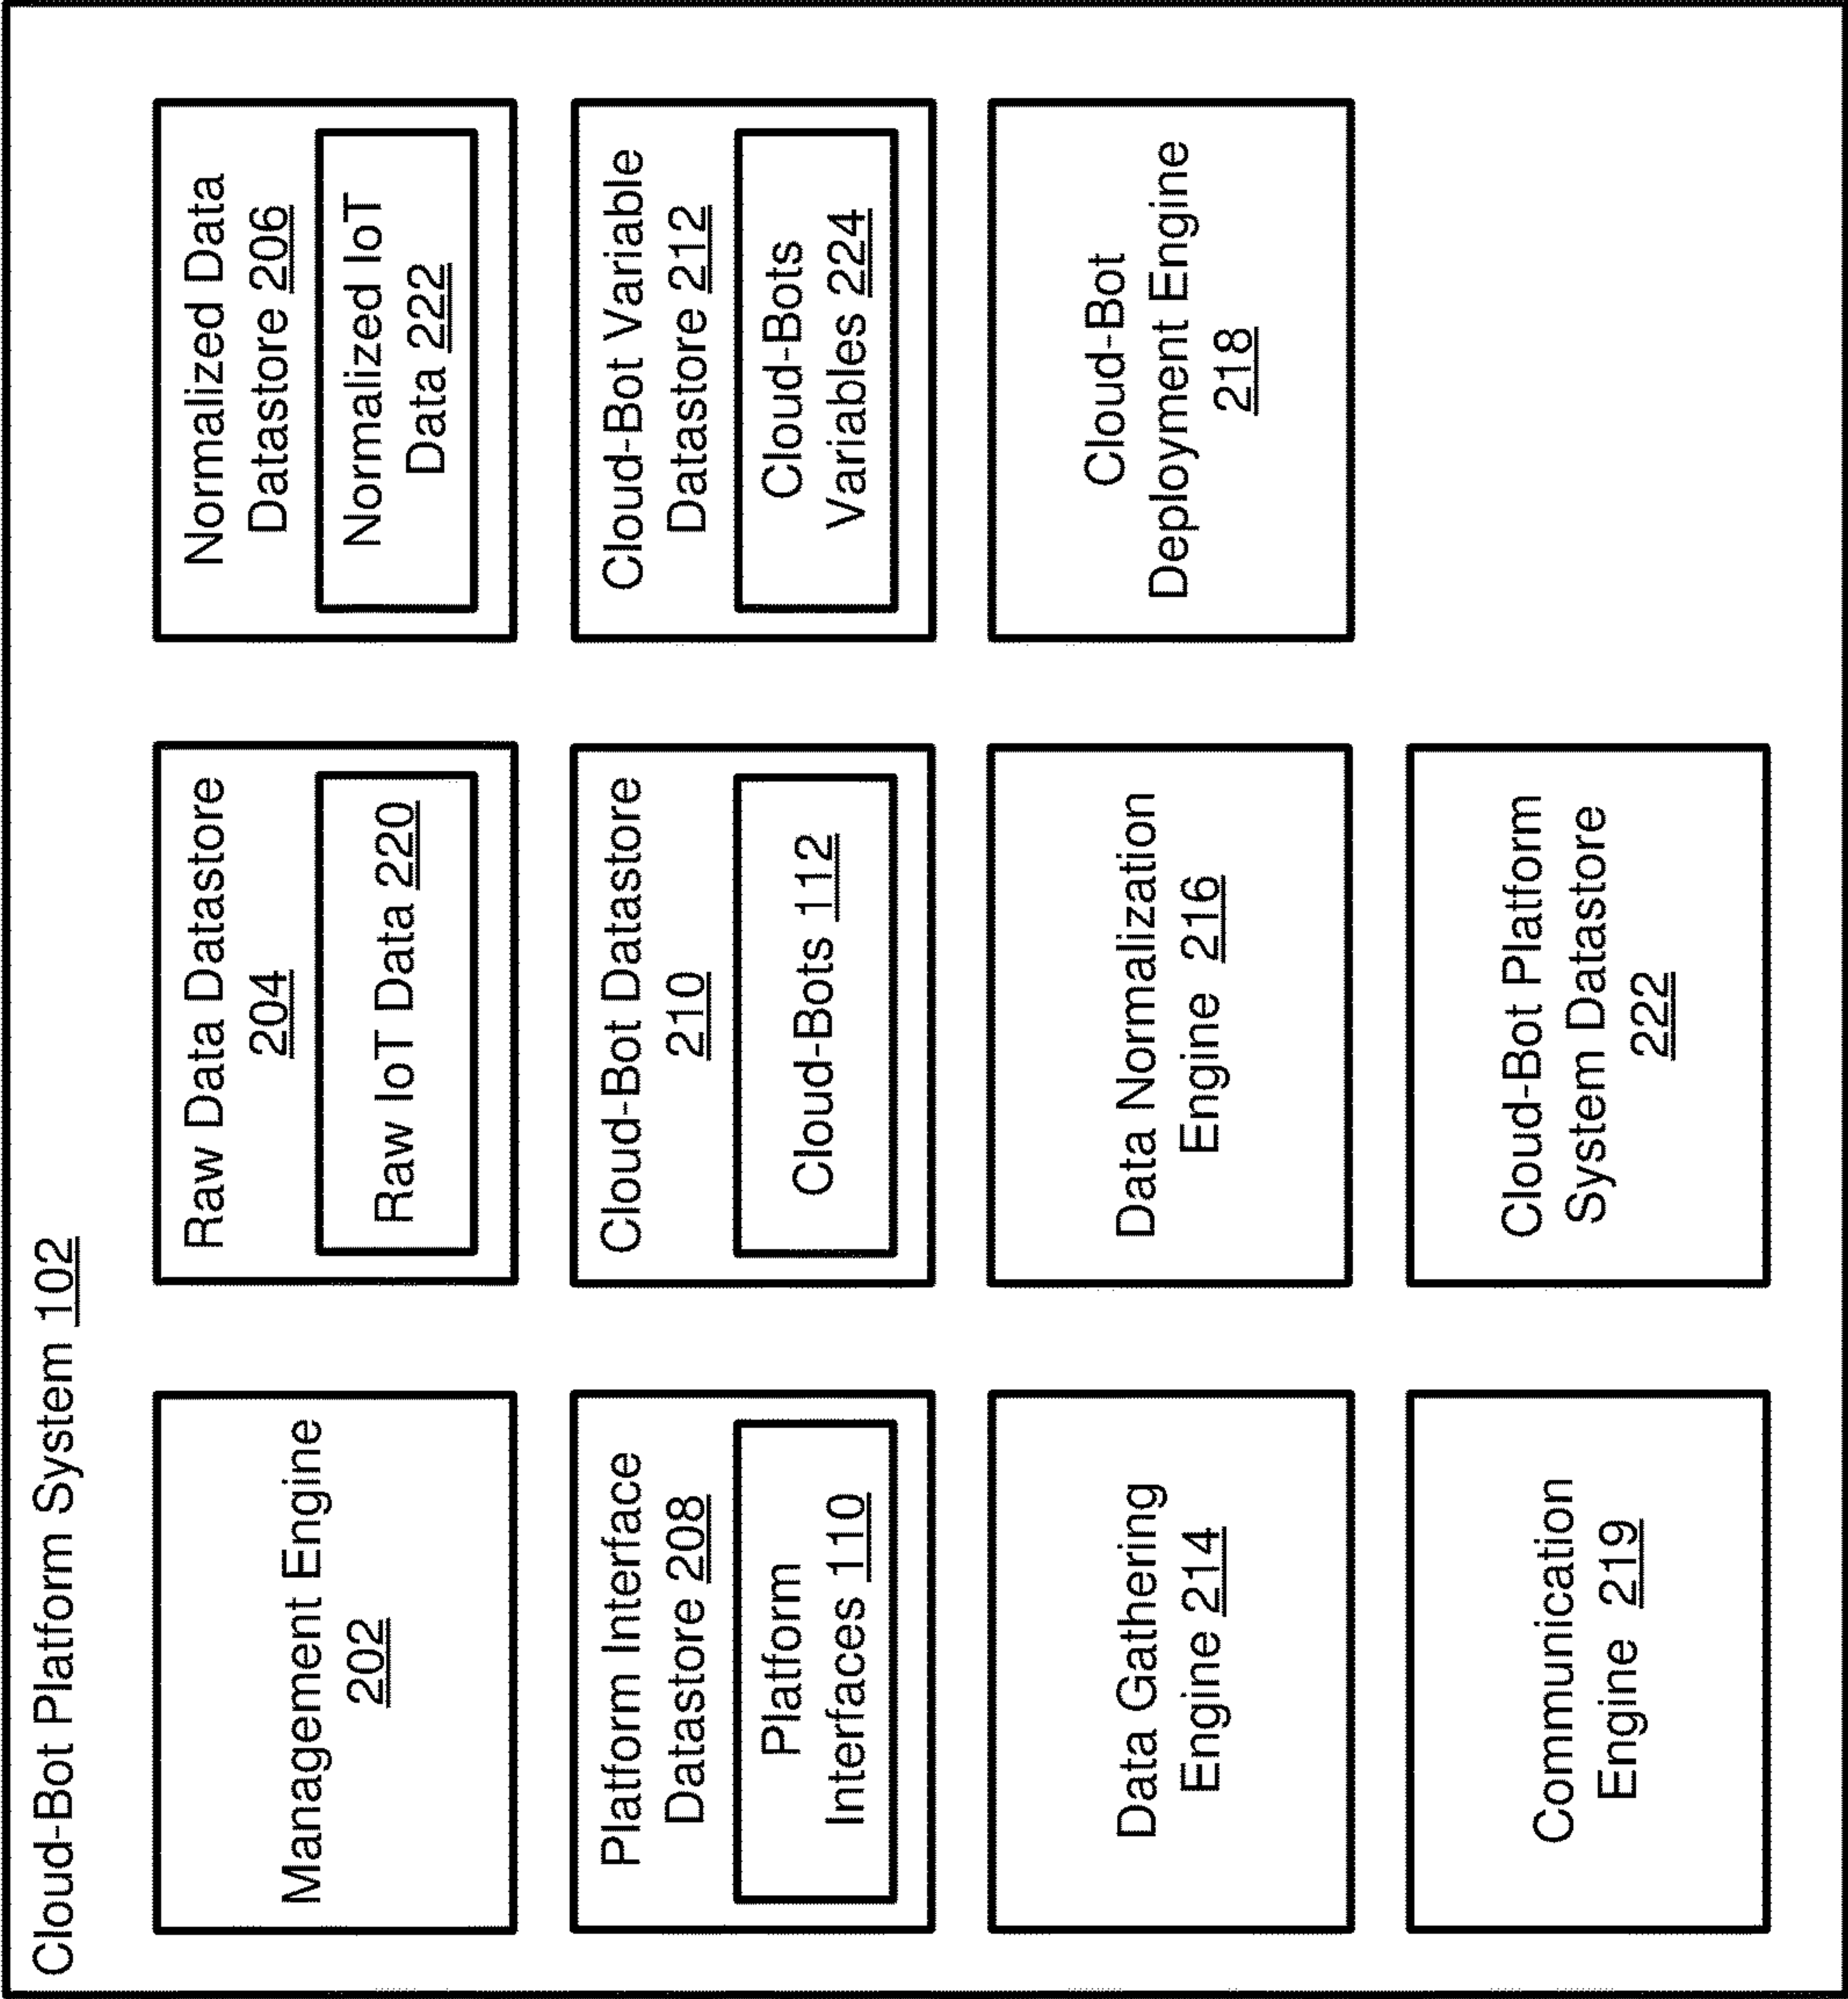 Cloud-Bot Platform System 102
Management Engine
202
Raw Data Datastore
204
Raw IoT Data 220
Normalized Data
Datastore 206
Normalized IoT
Data 222
Platform Interface
Datastore 208
Platform
Interfaces 110
Cloud-Bot Datastore
210
Cloud-Bots 112
Cloud-Bot Variable
Datastore 212
Cloud-Bots
Variables 224
Data Gathering
Engine 214
Data Normalization
Engine 216
Cloud-Bot
Deployment Engine
218
Communication
Engine 219
Cloud-Bot Platform
System Datastore
222